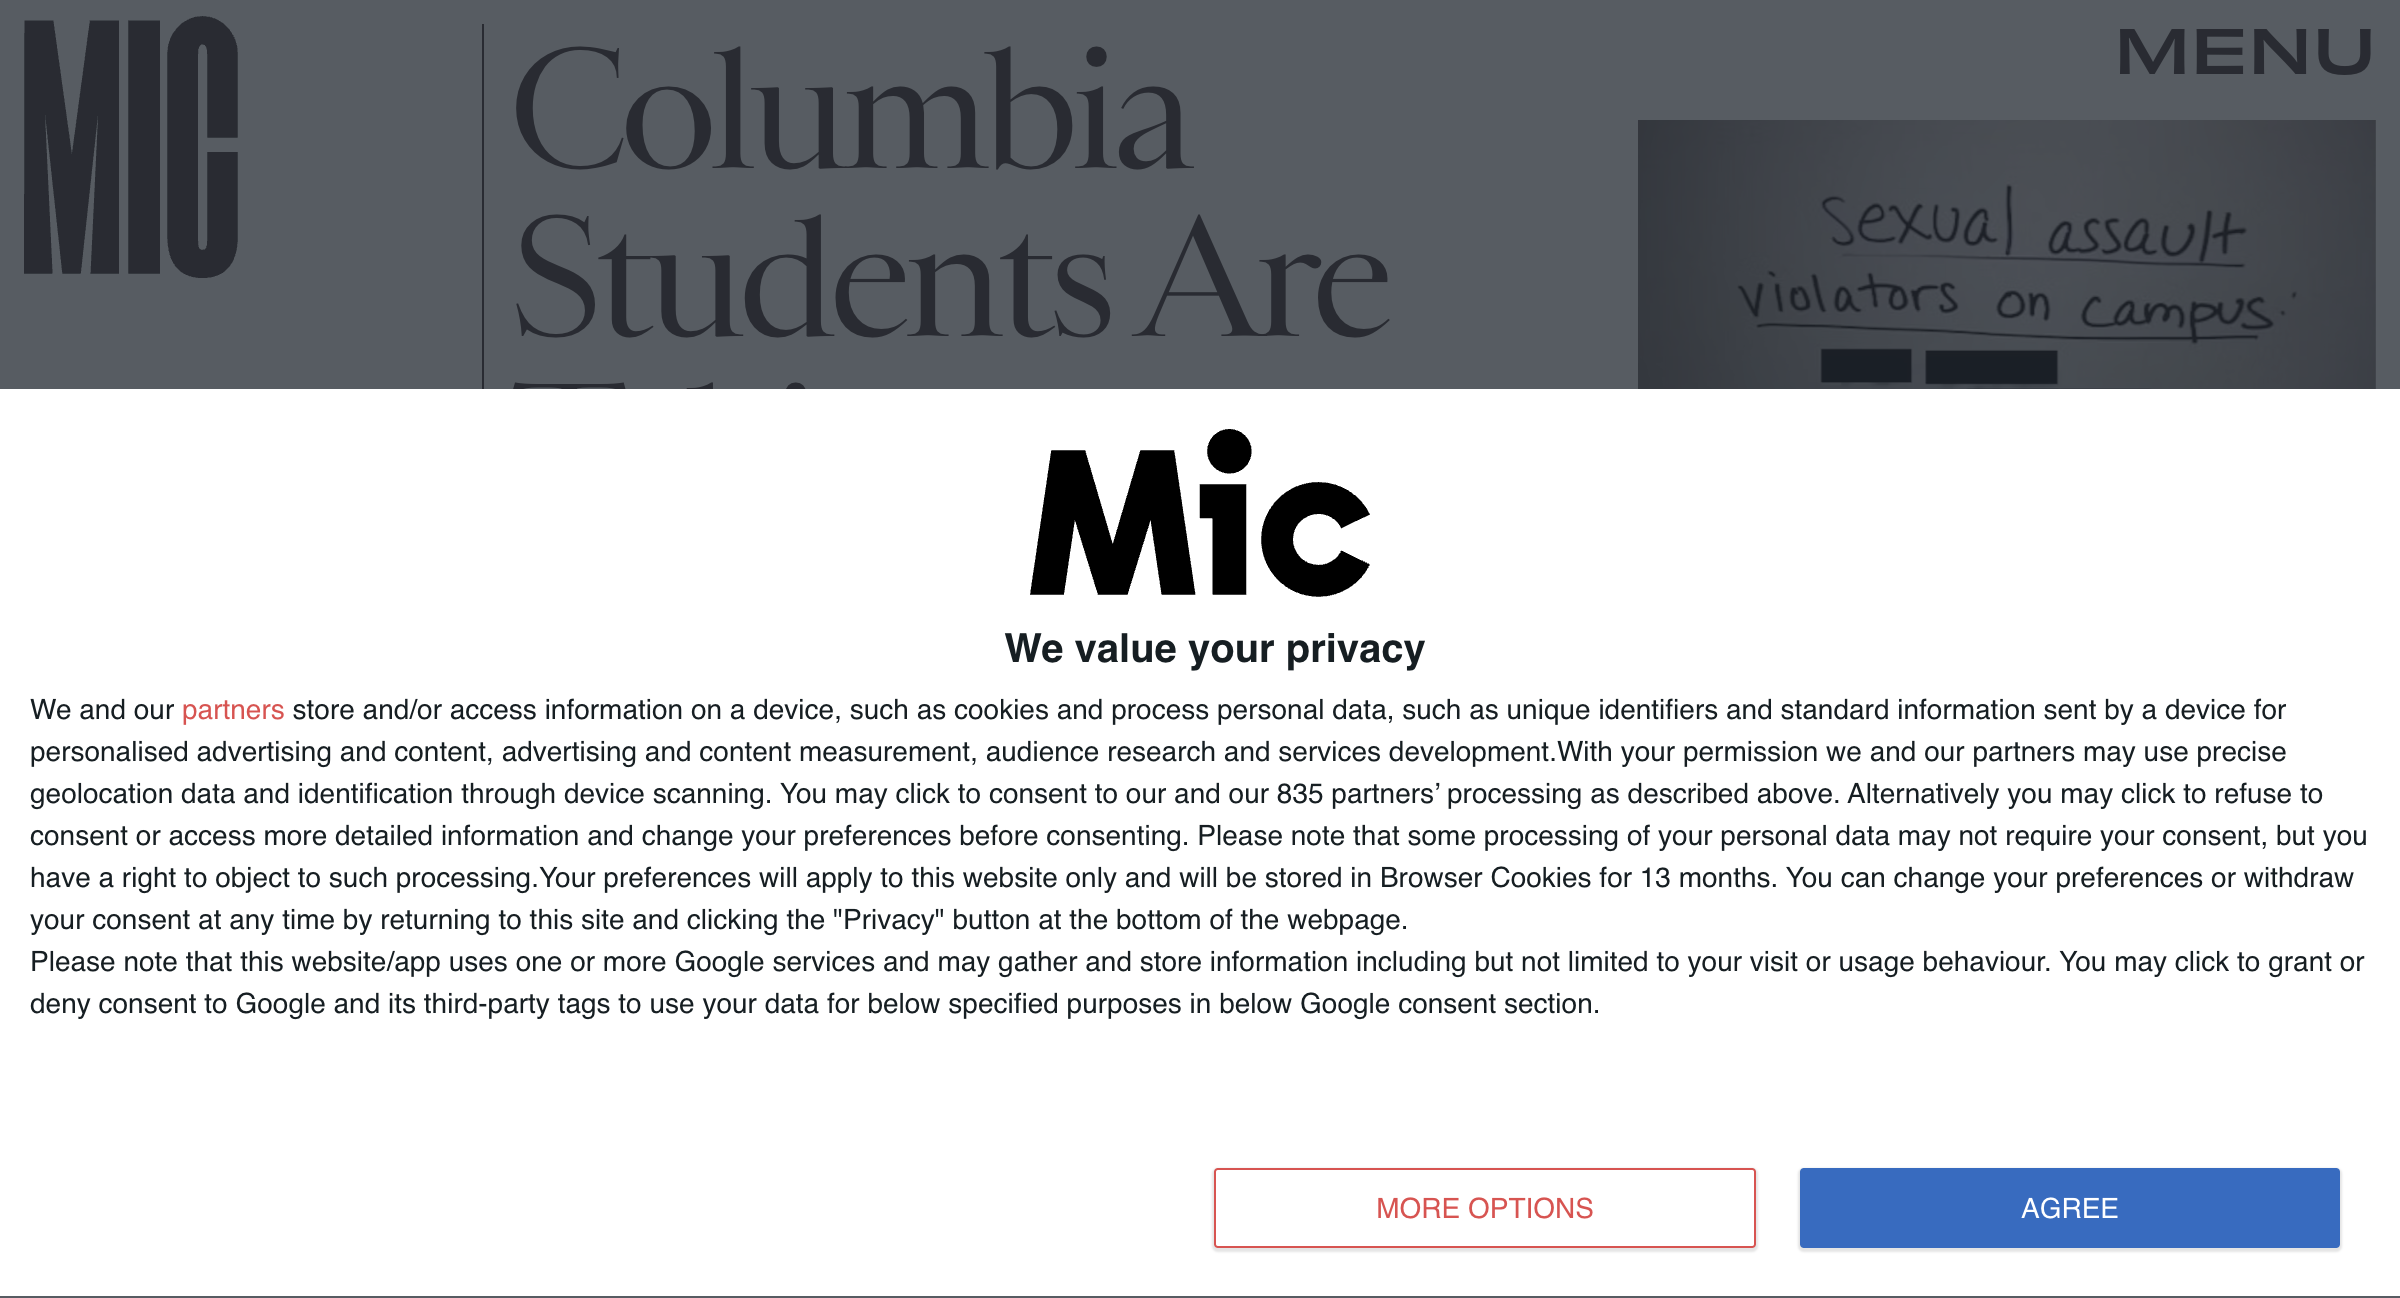 MIC
Columbia
Students Are
MENU
sexual assault
violators on campus:
Mic
We value your privacy
We and our partners store and/or access information on a device, such as cookies and process personal data, such as unique identifiers and standard information sent by a device for
personalised advertising and content, advertising and content measurement, audience research and services development.With your permission we and our partners may use precise
geolocation data and identification through device scanning. You may click to consent to our and our 835 partners’ processing as described above. Alternatively you may click to refuse to
consent or access more detailed information and change your preferences before consenting. Please note that some processing of your personal data may not require your consent, but you
have a right to object to such processing.Your preferences will apply to this website only and will be stored in Browser Cookies for 13 months. You can change your preferences or withdraw
your consent at any time by returning to this site and clicking the "Privacy" button at the bottom of the webpage.
Please note that this website/app uses one or more Google services and may gather and store information including but not limited to your visit or usage behaviour. You may click to grant or
deny consent to Google and its third-party tags to use your data for below specified purposes in below Google consent section.
MORE OPTIONS
AGREE